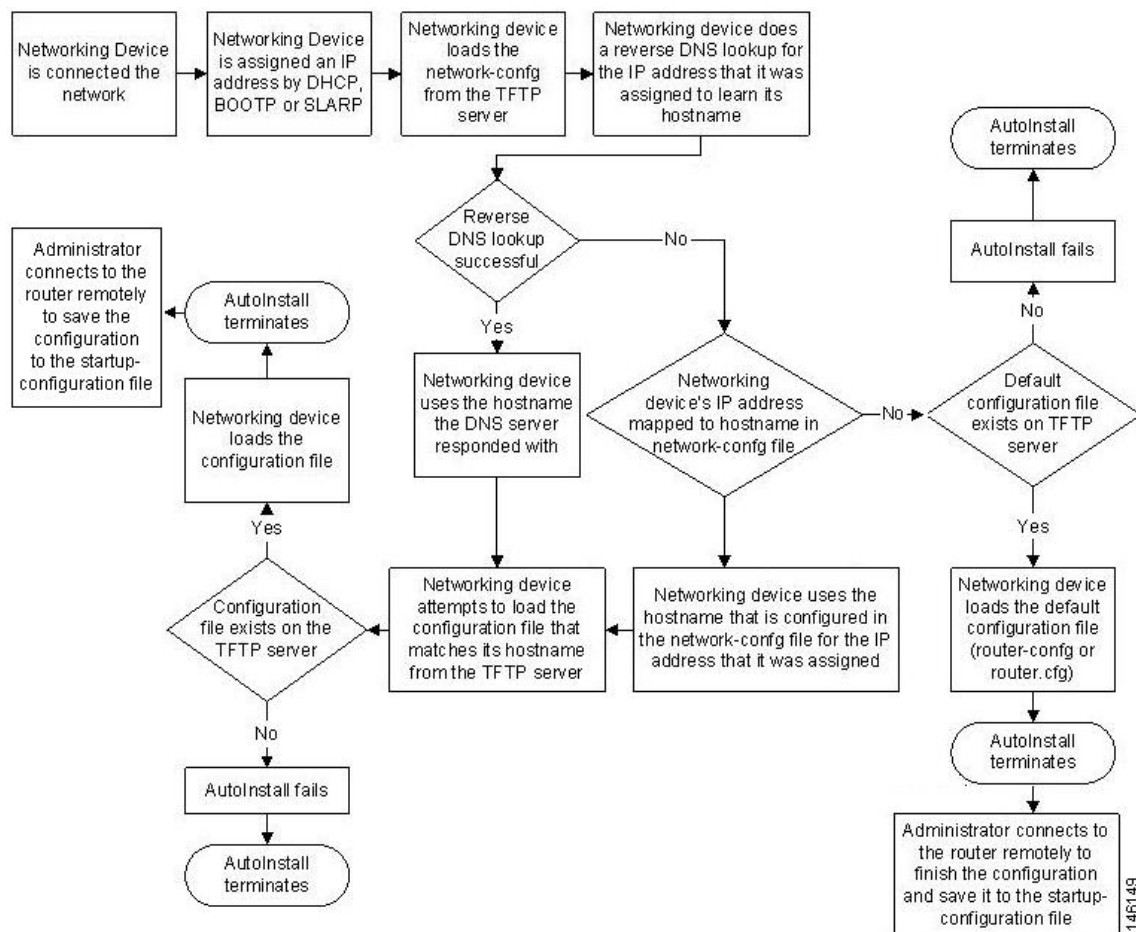 Networking Device
is connected the
network
Networking Device
is assigned an IP
address by DHCP,
BOOTP or SLARP
Networking device
loads the
network-confg
from the TFTP
server
Networking device does
a reverse DNS lookup for
the IP address that it was
assigned to learn its
hostname
Reverse
DNS lookup
successful
No
Yes
AutoInstall
terminates
AutoInstall fails
No
Administrator
connects to the
router remotely
to save the
configuration
to the startup-
configuration file
AutoInstall
terminates
Networking device
loads the
configuration file
Yes
Networking device
uses the hostname
the DNS server
responded with
Networking
device's IP address
mapped to hostname in
network-confg file
No
Default
configuration file
exists on TFTP
server
Yes
Configuration
file exists on the
TFTP server
Networking device
attempts to load the
configuration file that
matches its hostname
from the TFTP server
Networking device uses the
hostname that is configured in
the network-confg file for the IP
address that it was assigned
Networking device
loads the default
configuration file
(router-confg or
router.cfg)
No
AutoInstall fails
AutoInstall
terminates
AutoInstall
terminates
Administrator connects to
the router remotely to
finish the configuration
and save it to the startup-
configuration file
146149